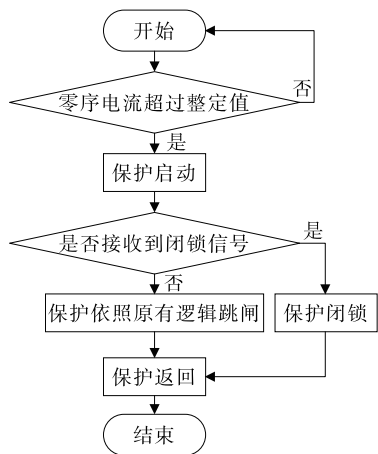 开始
零序电流超过整定值
否
是
保护启动
是否接收到闭锁信号
是
否
保护依照原有逻辑跳闸
保护闭锁
保护返回
结束